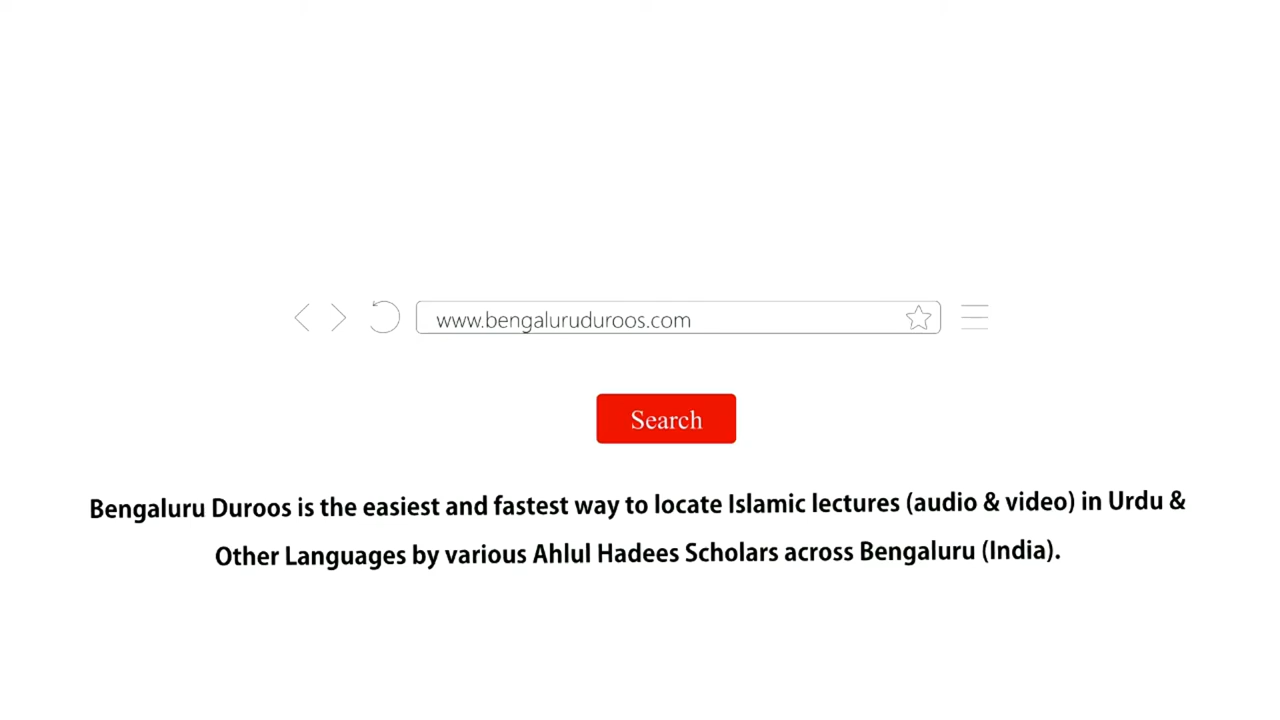 www.bengaluruduroos.com
Search
Bengaluru Duroos is the easiest and fastest way to locate Islamic lectures (audio & video) in Urdu &
Other Languages by various Ahlul Hadees Scholars across Bengaluru (India).